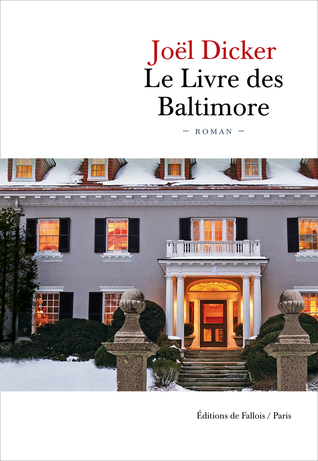 Joël Dicker
Le Livre des
Baltimore
– ROMAN –
Éditions de Fallois / Paris